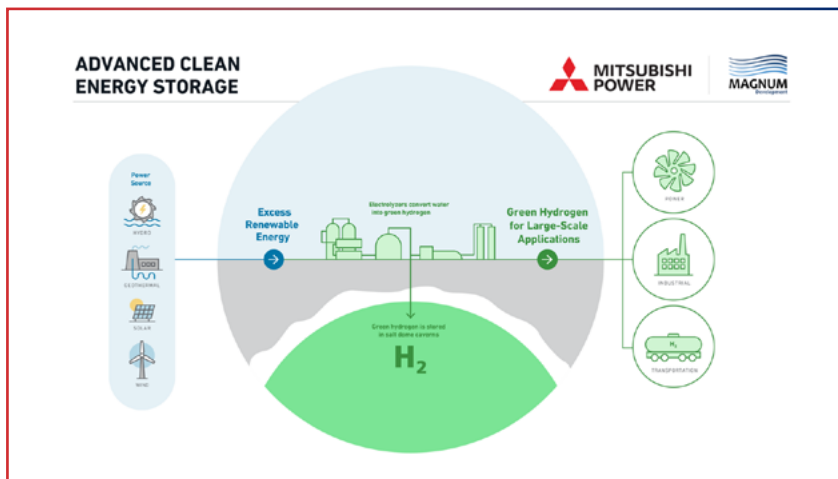 ADVANCED CLEAN
ENERGY STORAGE
MITSUBISHI
POWER
MAGNUM
Development
Power
Source
HYDRO
GEOTHERMAL
SOLAR
WIND
Excess
Renewable
Energy
Electrolyzers convert water
into green hydrogen
Green Hydrogen
for Large-Scale
Applications
Green hydrogen is stored
in salt dome caverns
H₂
POWER
INDUSTRIAL
H₂
TRANSPORTATION